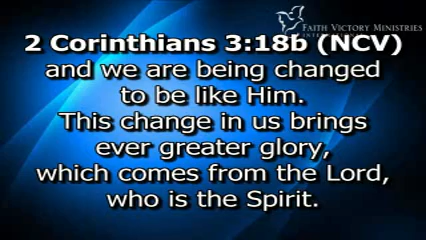 FAITH VICTORY MINISTRIES
INTERNATIONAL
2 Corinthians 3:18b (NCV)
and we are being changed
to be like Him.
This change in us brings
ever greater glory,
which comes from the Lord,
who is the Spirit.